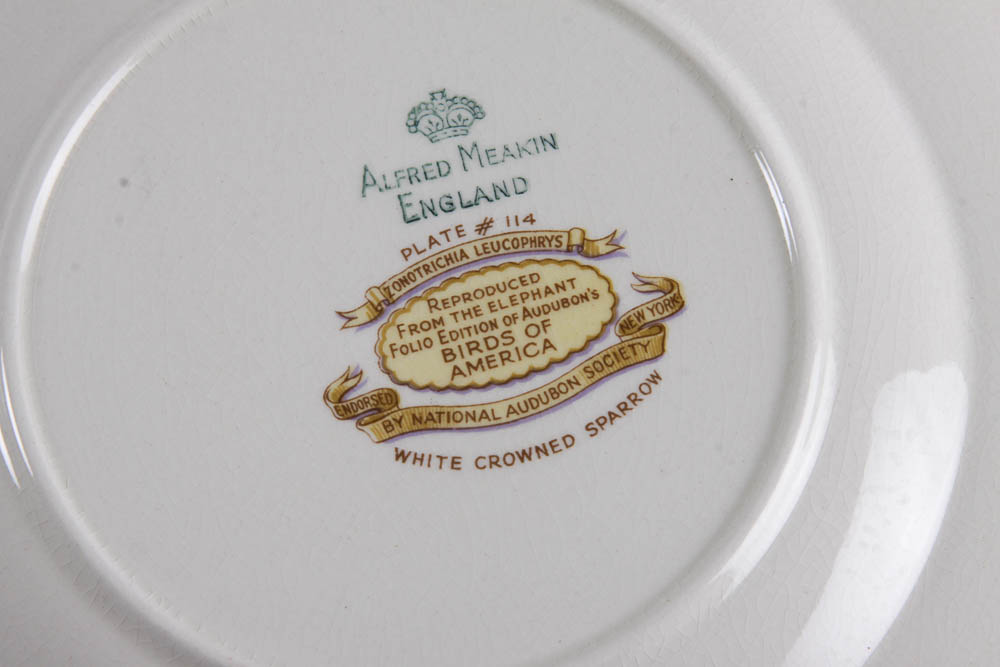 ALFRED MEAKIN
ENGLAND
PLATE # 114
ZONOTRICHIA LEUCOPHRYS
REPRODUCED
FROM THE ELEPHANT
FOLIO EDITION OF AUDUBON'S
BIRDS OF
AMERICA
ENDORSED BY NATIONAL AUDUBON SOCIETY NEW YORK
WHITE CROWNED SPARROW